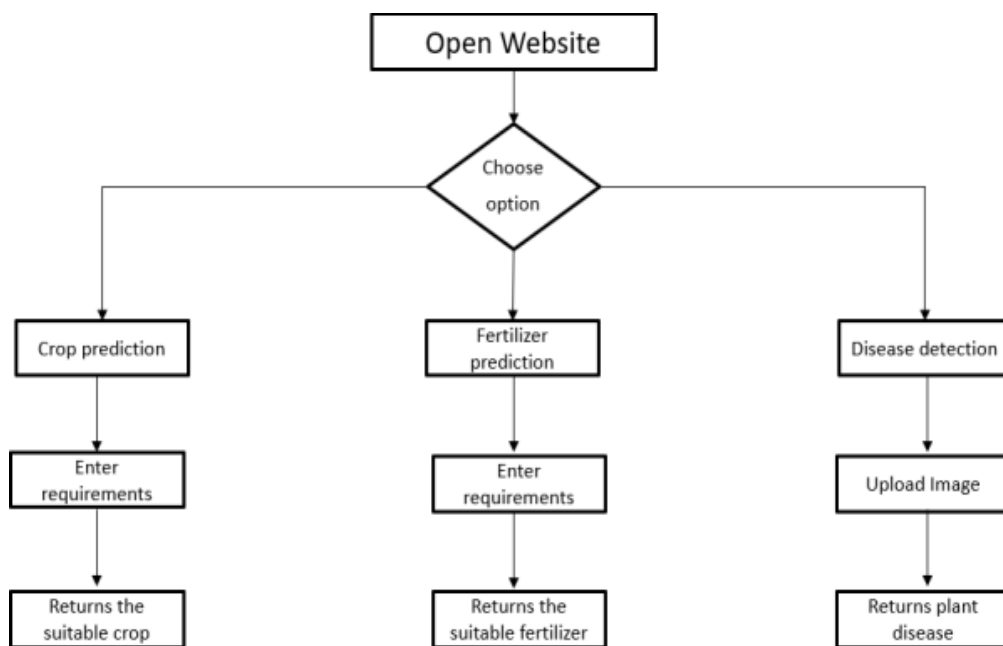 Open Website
Choose
option
Crop prediction
Fertilizer
prediction
Disease detection
Enter
requirements
Enter
requirements
Upload Image
Returns the
suitable crop
Returns the
suitable fertilizer
Returns plant
disease